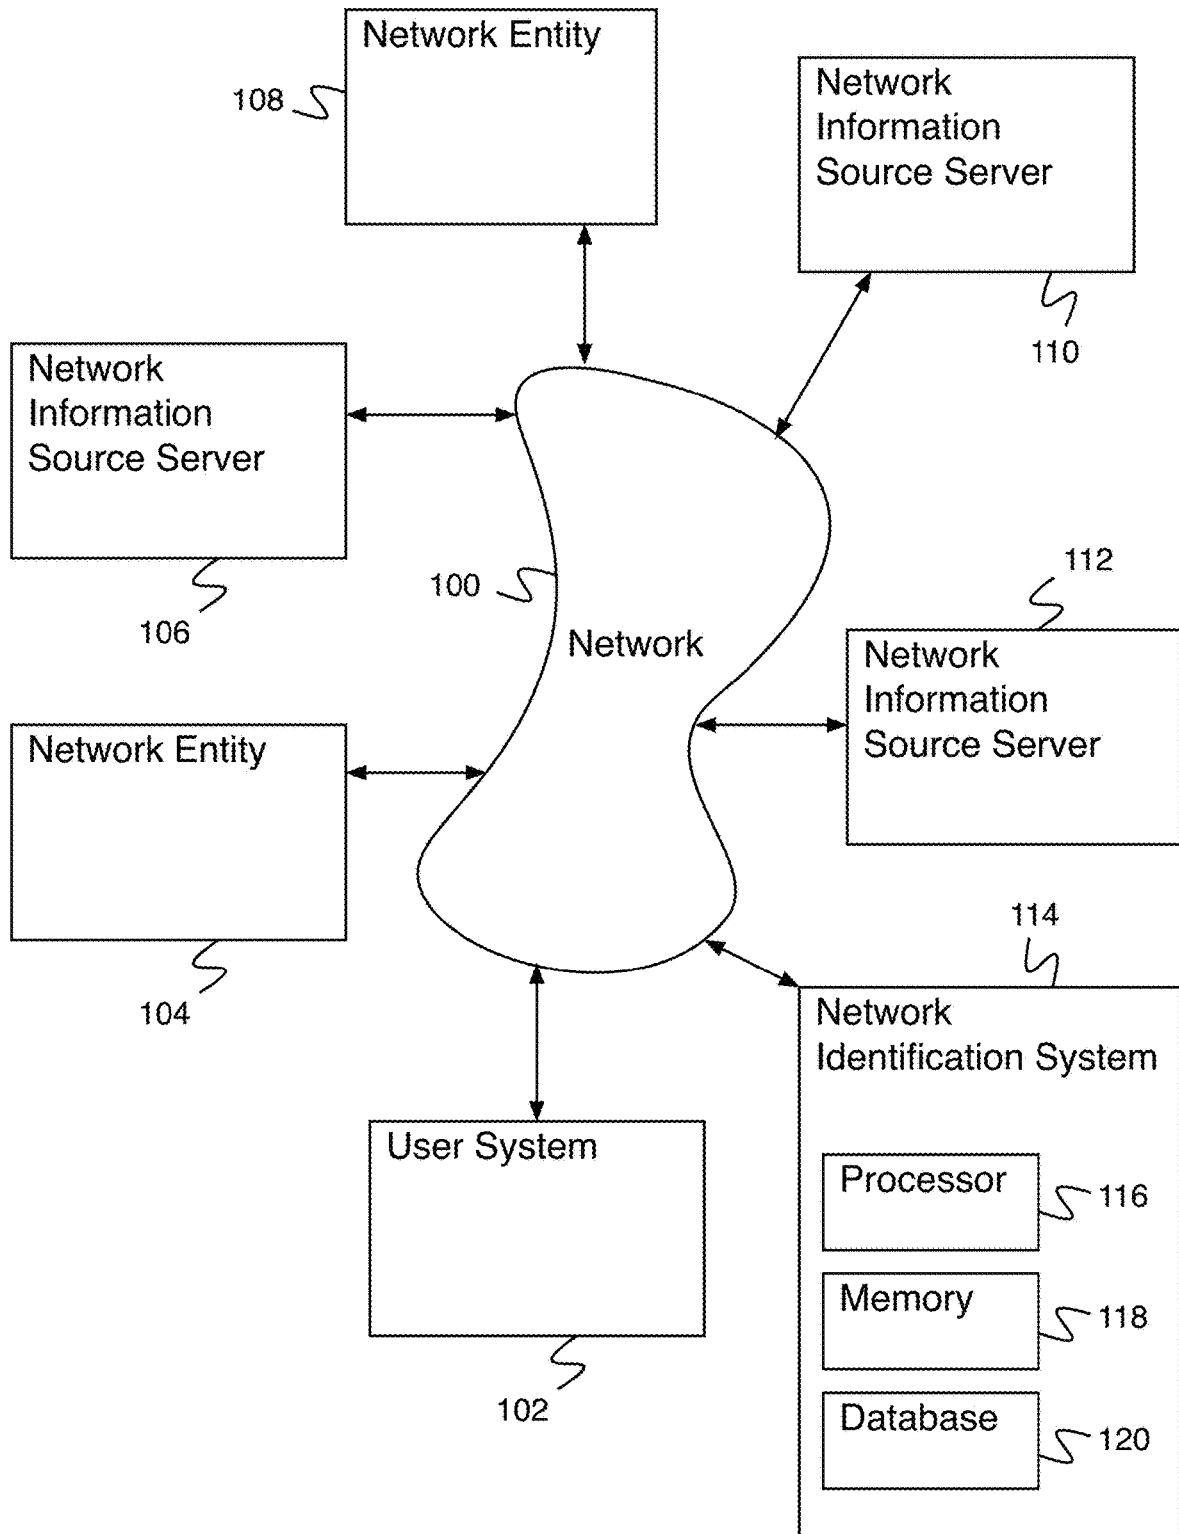 Network Entity
108
Network
Information
Source Server
110
Network
Information
Source Server
106
100
Network
112
Network
Information
Source Server
Network Entity
104
114
Network
Identification System
User System
102
Processor
116
Memory
118
Database
120